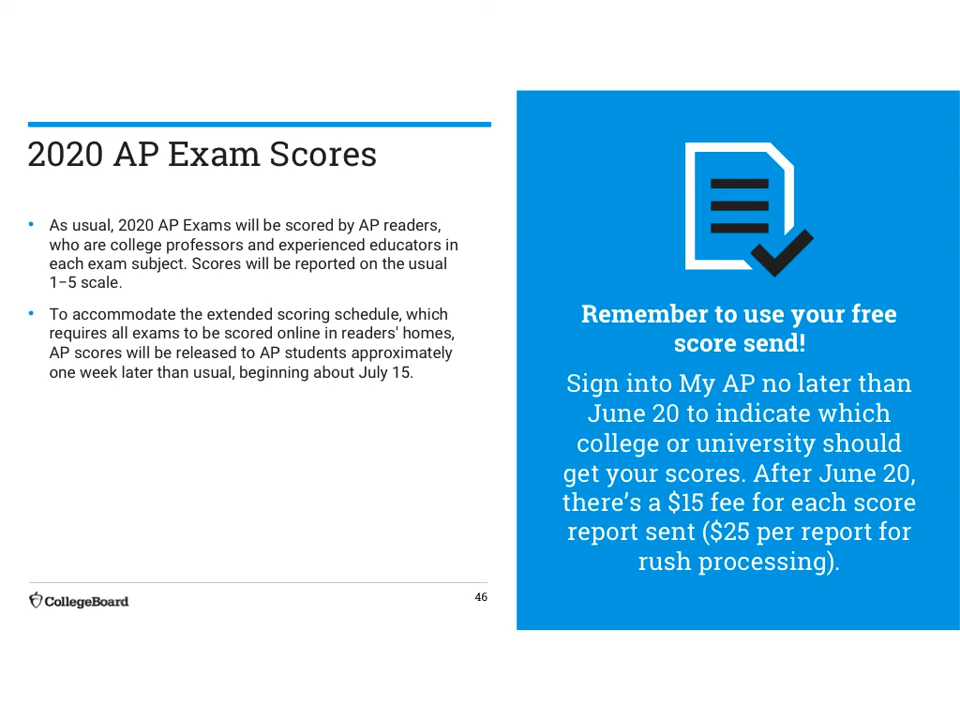 2020 AP Exam Scores
• As usual, 2020 AP Exams will be scored by AP readers,
who are college professors and experienced educators in
each exam subject. Scores will be reported on the usual
1–5 scale.
• To accommodate the extended scoring schedule, which
requires all exams to be scored online in readers' homes,
AP scores will be released to AP students approximately
one week later than usual, beginning about July 15.
CollegeBoard
46
Remember to use your free
score send!
Sign into My AP no later than
June 20 to indicate which
college or university should
get your scores. After June 20,
there’s a $15 fee for each score
report sent ($25 per report for
rush processing).